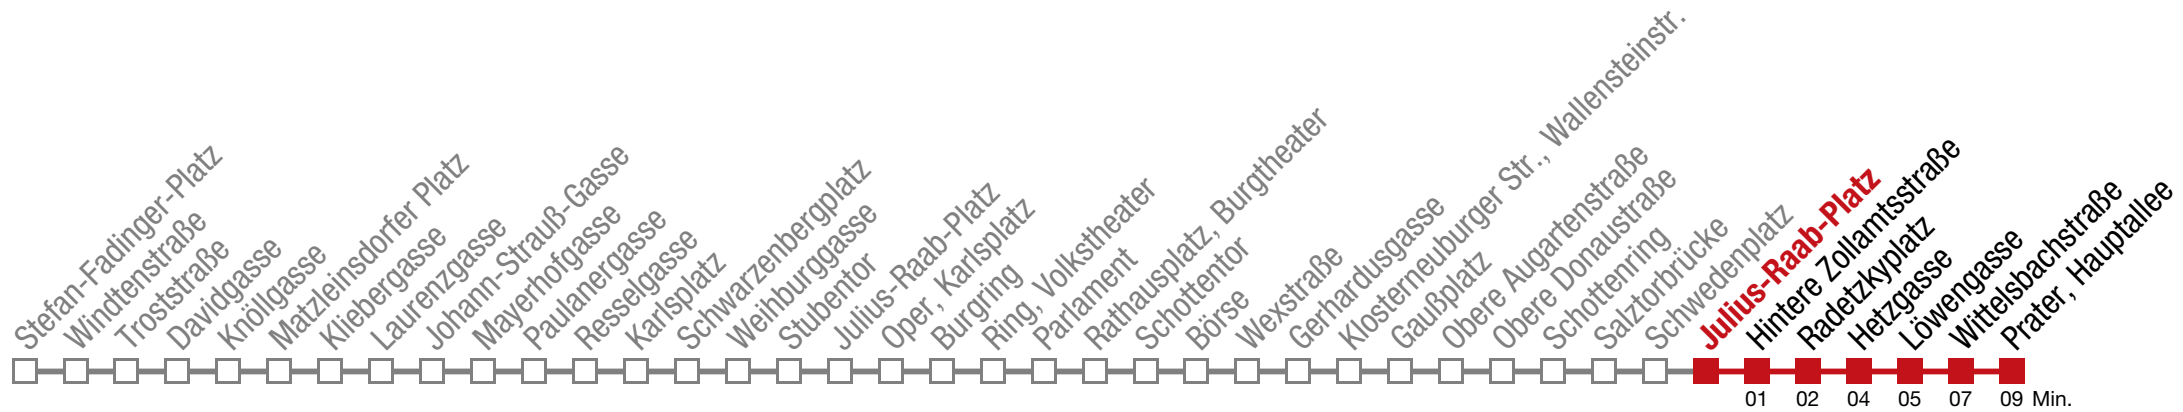 Stefan-Fadinger-Platz
Windtenstraße
Troststraße
Davidgasse
Knöllgasse
Matzleinsdorfer Platz
Kliebergasse
Laurenzgasse
Johann-Strauß-Gasse
Mayerhofgasse
Paulanergasse
Resselgasse
Karlsplatz
Schwarzenbergplatz
Weihburggasse
Stubentor
Julius-Raab-Platz
Oper, Karlsplatz
Burgring
Ring, Volkstheater
Parlament
Rathausplatz, Burgtheater
Schottentor
Börse
Wexstraße
Gerhardusgasse
Klosterneuburger Str., Wallensteinstr.
Gaußplatz
Obere Augartenstraße
Obere Donaustraße
Schottenring
Salztorbrücke
Schwedenplatz
Julius-Raab-Platz
Hintere Zollamtsstraße
Radetzkyplatz
Hetzgasse
Löwengasse
Wittelsbachstraße
Prater, Hauptallee
01 02 04 05 07 09 Min.